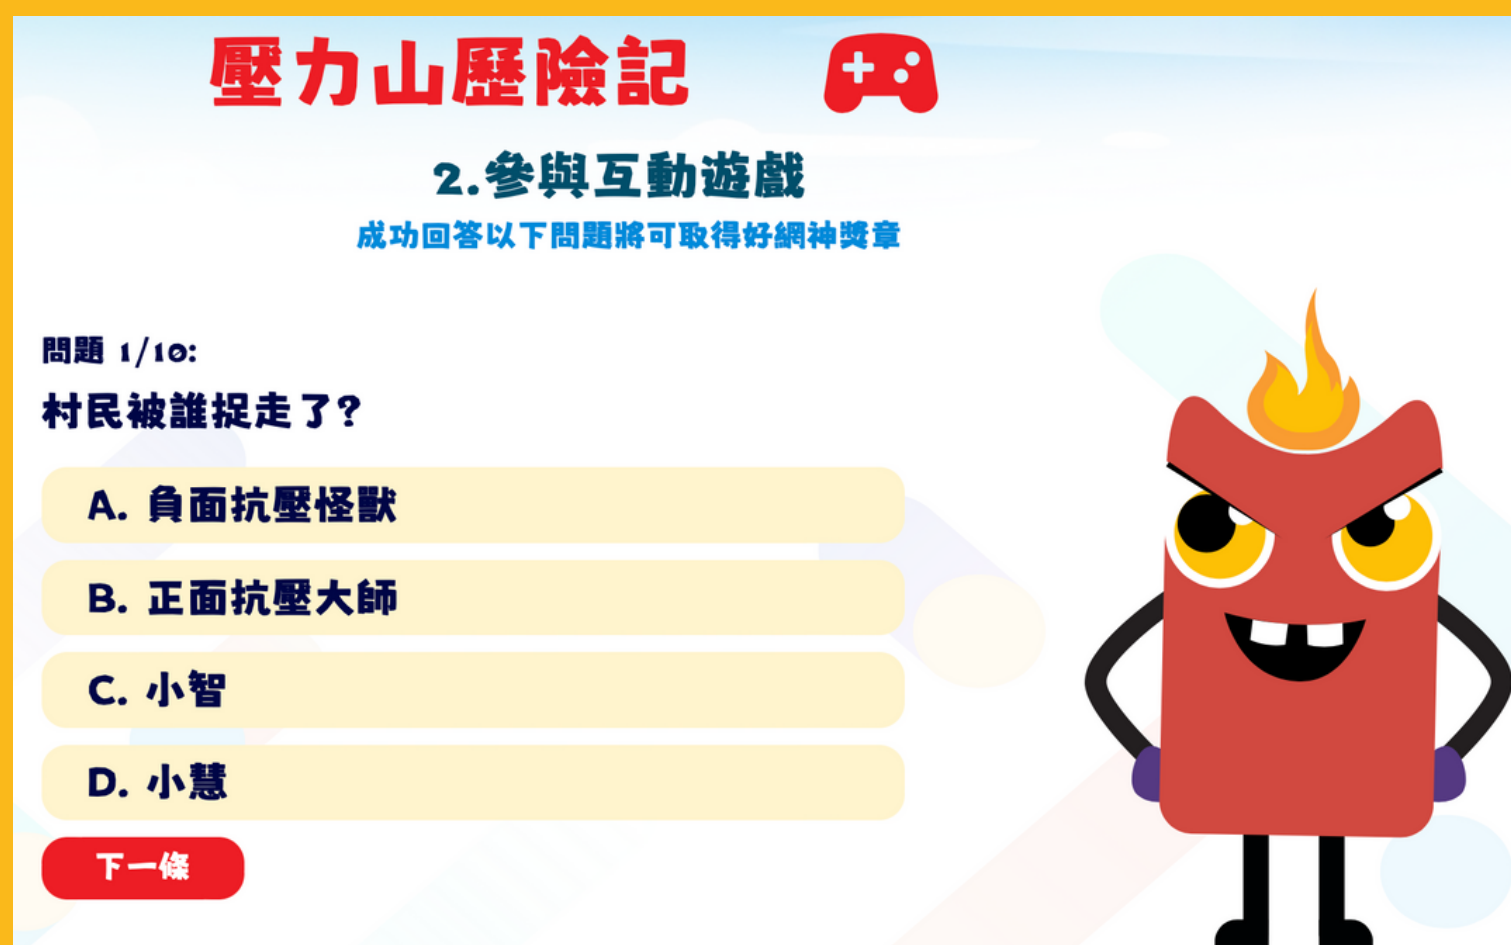 壓力山歷險記
2.參與互動遊戲
成功回答以下問題將可取得好網神獎章
問題 1/10:
村民被誰捉走了?
A. 負面抗壓怪獸
B. 正面抗壓大師
C. 小智
D. 小慧
下一條